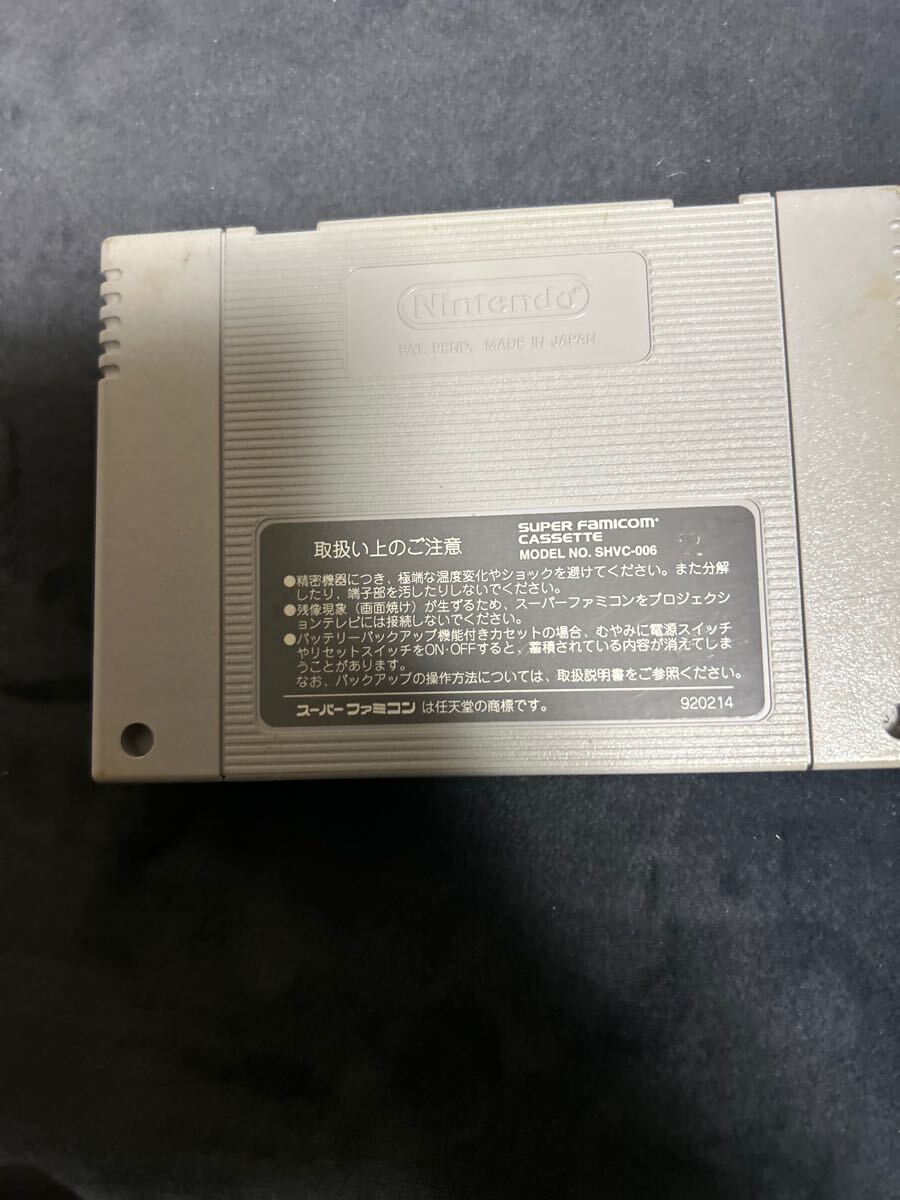 Nintendo®
PAT. PEND. MADE IN JAPAN
取扱い上のご注意
SUPER FAMICOM®
CASSETTE
MODEL NO. SHVC-006
●精密機器につき、極端な温度変化やショックを避けてください。また分解
したり、端子部を汚したりしないでください。
●残像現象（画面焼け）が生ずるため、スーパーファミコンをプロジェクシ
ョンテレビには接続しないでください。
●バッテリーバックアップ機能付きカセットの場合、むやみに電源スイッチ
やリセットスイッチをON·OFFすると、蓄積されている内容が消えてしま
うことがあります。
なお、バックアップの操作方法については、取扱説明書をご参照ください。
スーパーファミコン は任天堂の商標です。
920214